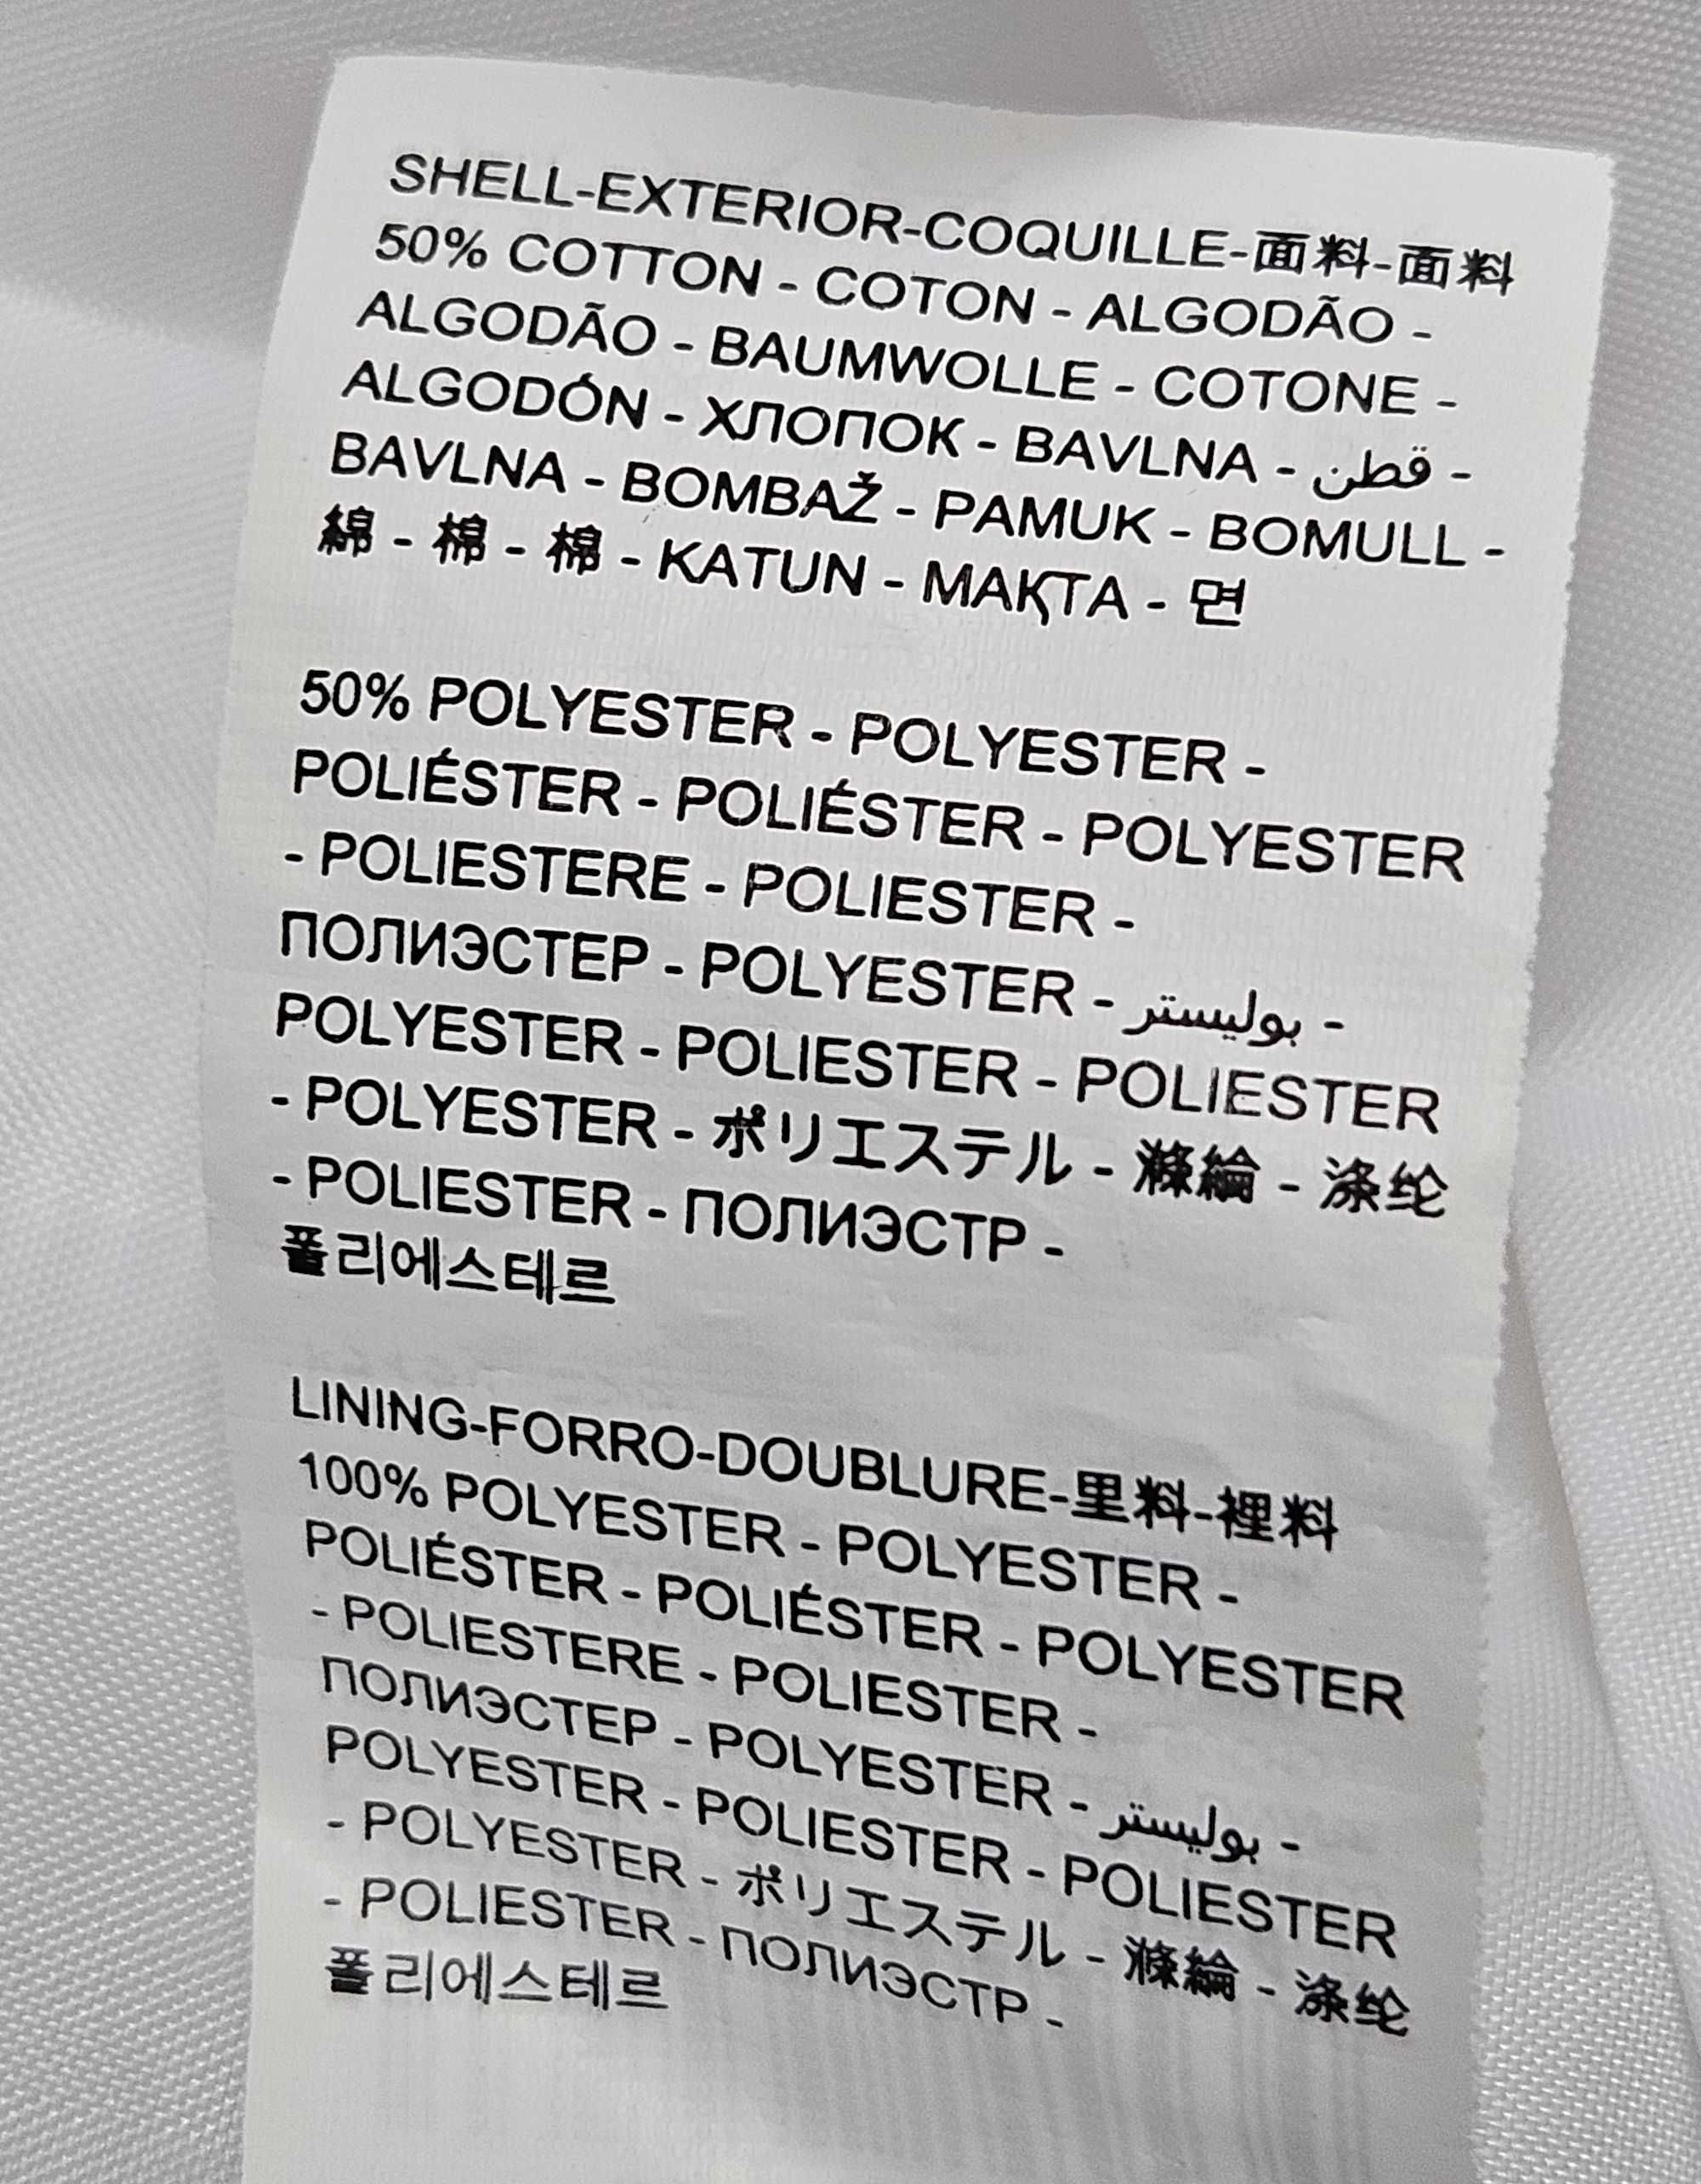 SHELL-EXTERIOR-COQUILLE-面料-面料
50% COTTON - COTON - ALGODÃO -
ALGODÃO - BAUMWOLLE - COTONE -
ALGODÓN - ХЛОПОК - BAVLNA - قطن -
BAVLNA - BOMBAŽ - PAMUK - BOMULL -
綿 - 棉 - 棉 - KATUN - МАҚТА - 면
50% POLYESTER - POLYESTER -
POLIÉSTER - POLIÉSTER - POLYESTER
- POLIESTERE - POLIESTER -
ПОЛИЭСТЕР - POLYESTER - بوليستر -
POLYESTER - POLIESTER - POLIESTER
- POLYESTER - ポリエステル - 滌綸 - 涤纶
- POLIESTER - ПОЛИЭСТР -
폴리에스테르
LINING-FORRO-DOUBLURE-里料-裡料
100% POLYESTER - POLYESTER -
POLIÉSTER - POLIÉSTER - POLYESTER
- POLIESTERE - POLIESTER -
ПОЛИЭСТЕР - POLYESTER - بوليستر -
POLYESTER - POLIESTER - POLIESTER
- POLYESTER - ポリエステル - 滌綸 - 涤纶
- POLIESTER - ПОЛИЭСТР -
폴리에스테르